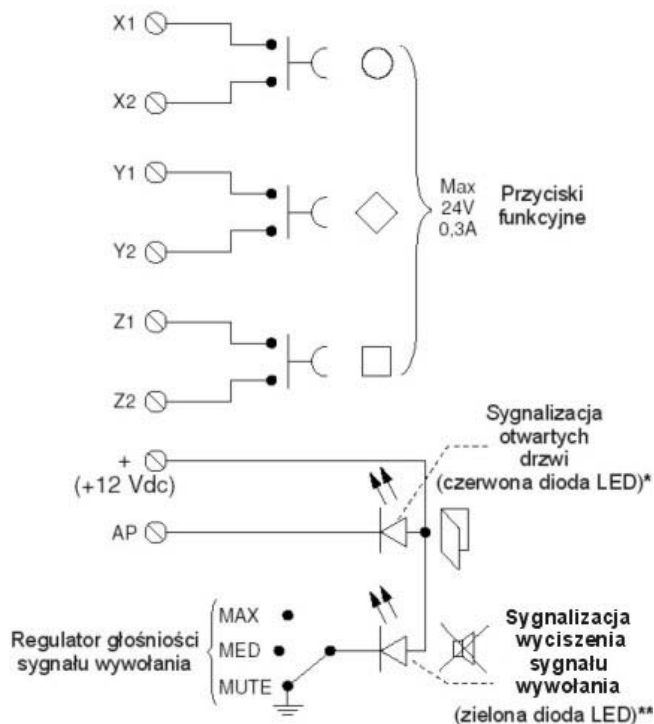 X1
X2
Y1
Y2
Max
24V
0,3A
Przyciski
funkcyjne
Z1
Z2
+
(+12 Vdc)
Sygnalizacja
otwartych
drzwi
(czerwona dioda LED)*
AP
Regulator głośności
sygnału wywołania
MAX
MED
MUTE
Sygnalizacja
wyciszenia
sygnału
wywołania
(zielona dioda LED)**